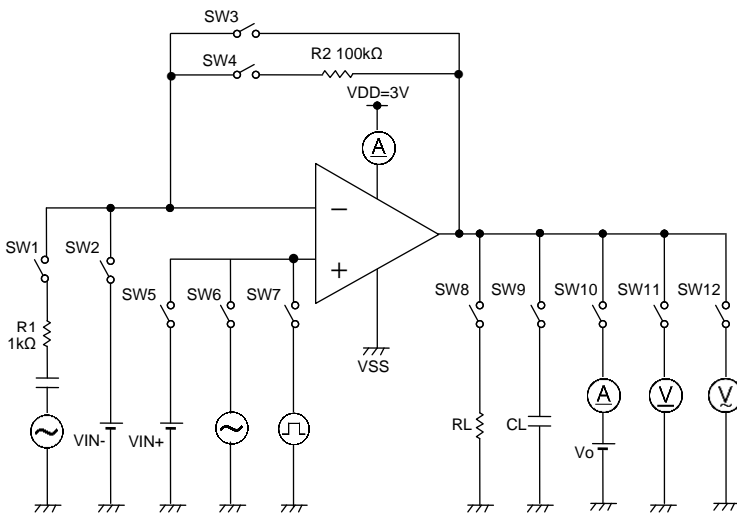 SW3
R2 100kΩ
SW4
VDD=3V
A
SW1
SW2
SW5
SW6
SW7
SW8
SW9
SW10
SW11
SW12
R1
1kΩ
VSS
VIN-
VIN+
RL
CL
A
V
V
Vo